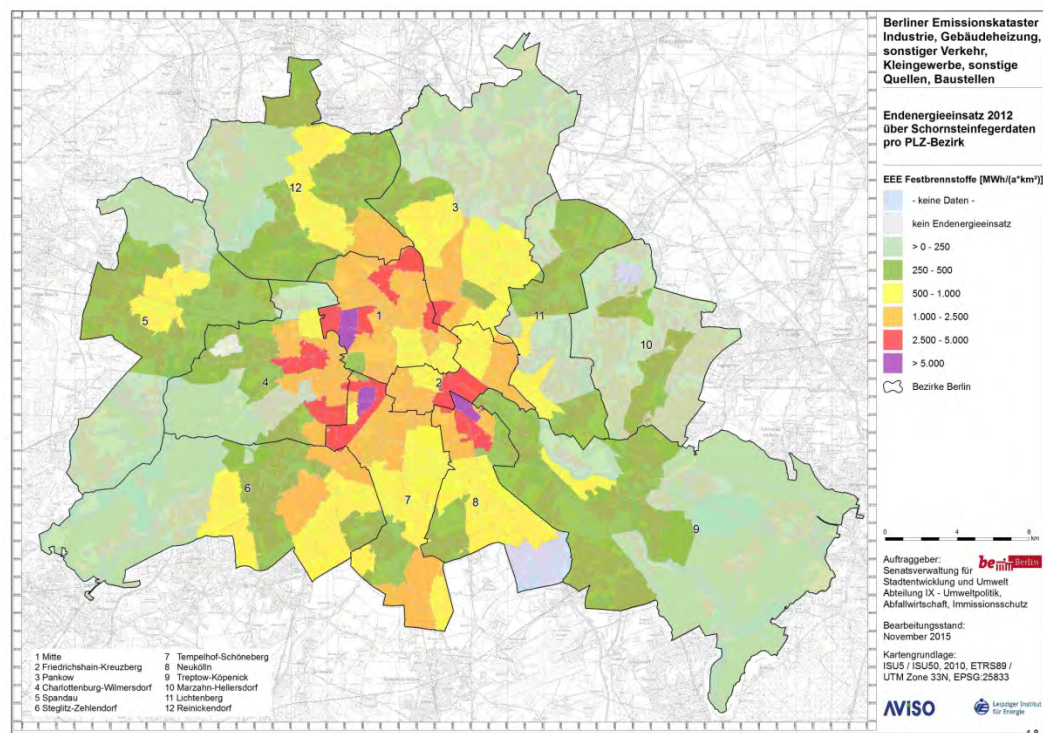 Berliner Emissionskataster
Industrie, Gebäudeheizung,
sonstiger Verkehr,
Kleingewerbe, sonstige
Quellen, Baustellen
Endenergieeinsatz 2012
über Schornsteinfegerdaten
pro PLZ-Bezirk
EEE Festbrennstoffe [MWh/(a*km²)]
- keine Daten -
kein Endenergieeinsatz
> 0 - 250
250 - 500
500 - 1.000
1.000 - 2.500
2.500 - 5.000
> 5.000
Bezirke Berlin
12
3
5
1
11
10
4
2
6
7
8
9
0 4 8
km
Auftraggeber:
Senatsverwaltung für
Stadtentwicklung und Umwelt
Abteilung IX - Umweltpolitik,
Abfallwirtschaft, Immissionsschutz
be Berlin
Bearbeitungsstand:
November 2015
Kartengrundlage:
ISU5 / ISU50, 2010, ETRS89 /
UTM Zone 33N, EPSG:25833
AVISO
Leipziger Institut
für Energie
1 Mitte
2 Friedrichshain-Kreuzberg
3 Pankow
4 Charlottenburg-Wilmersdorf
5 Spandau
6 Steglitz-Zehlendorf
7 Tempelhof-Schöneberg
8 Neukölln
9 Treptow-Köpenick
10 Marzahn-Hellersdorf
11 Lichtenberg
12 Reinickendorf